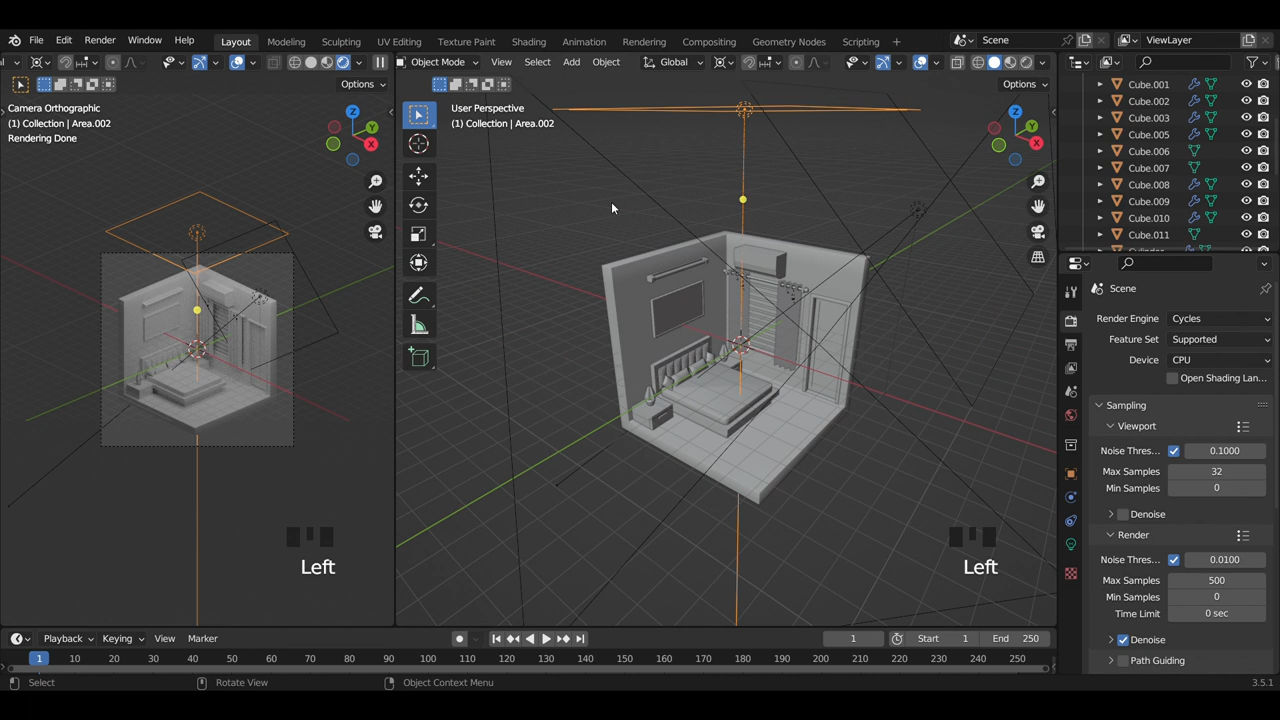 File Edit Render Window Help Layout Modeling Sculpting UV Editing Texture Paint Shading Animation Rendering Compositing Geometry Nodes Scripting + Scene ViewLayer
Object Mode View Select Add Object Global
Options Options
Camera Orthographic
(1) Collection | Area.002
Rendering Done
User Perspective
(1) Collection | Area.002
Z
Y
X
Z
Y
X
Left
Left
Cube.001
Cube.002
Cube.003
Cube.005
Cube.006
Cube.007
Cube.008
Cube.009
Cube.010
Cube.011
Scene
Render Engine Cycles
Feature Set Supported
Device CPU
Open Shading Lan...
Sampling
Viewport
Noise Thres... 0.1000
Max Samples 32
Min Samples 0
Denoise
Render
Noise Thres... 0.0100
Max Samples 500
Min Samples 0
Time Limit 0 sec
Denoise
Path Guiding
Playback Keying View Marker 1 Start 1 End 250
1 10 20 30 40 50 60 70 80 90 100 110 120 130 140 150 160 170 180 190 200 210 220 230 240 250
Select Rotate View Object Context Menu 3.5.1